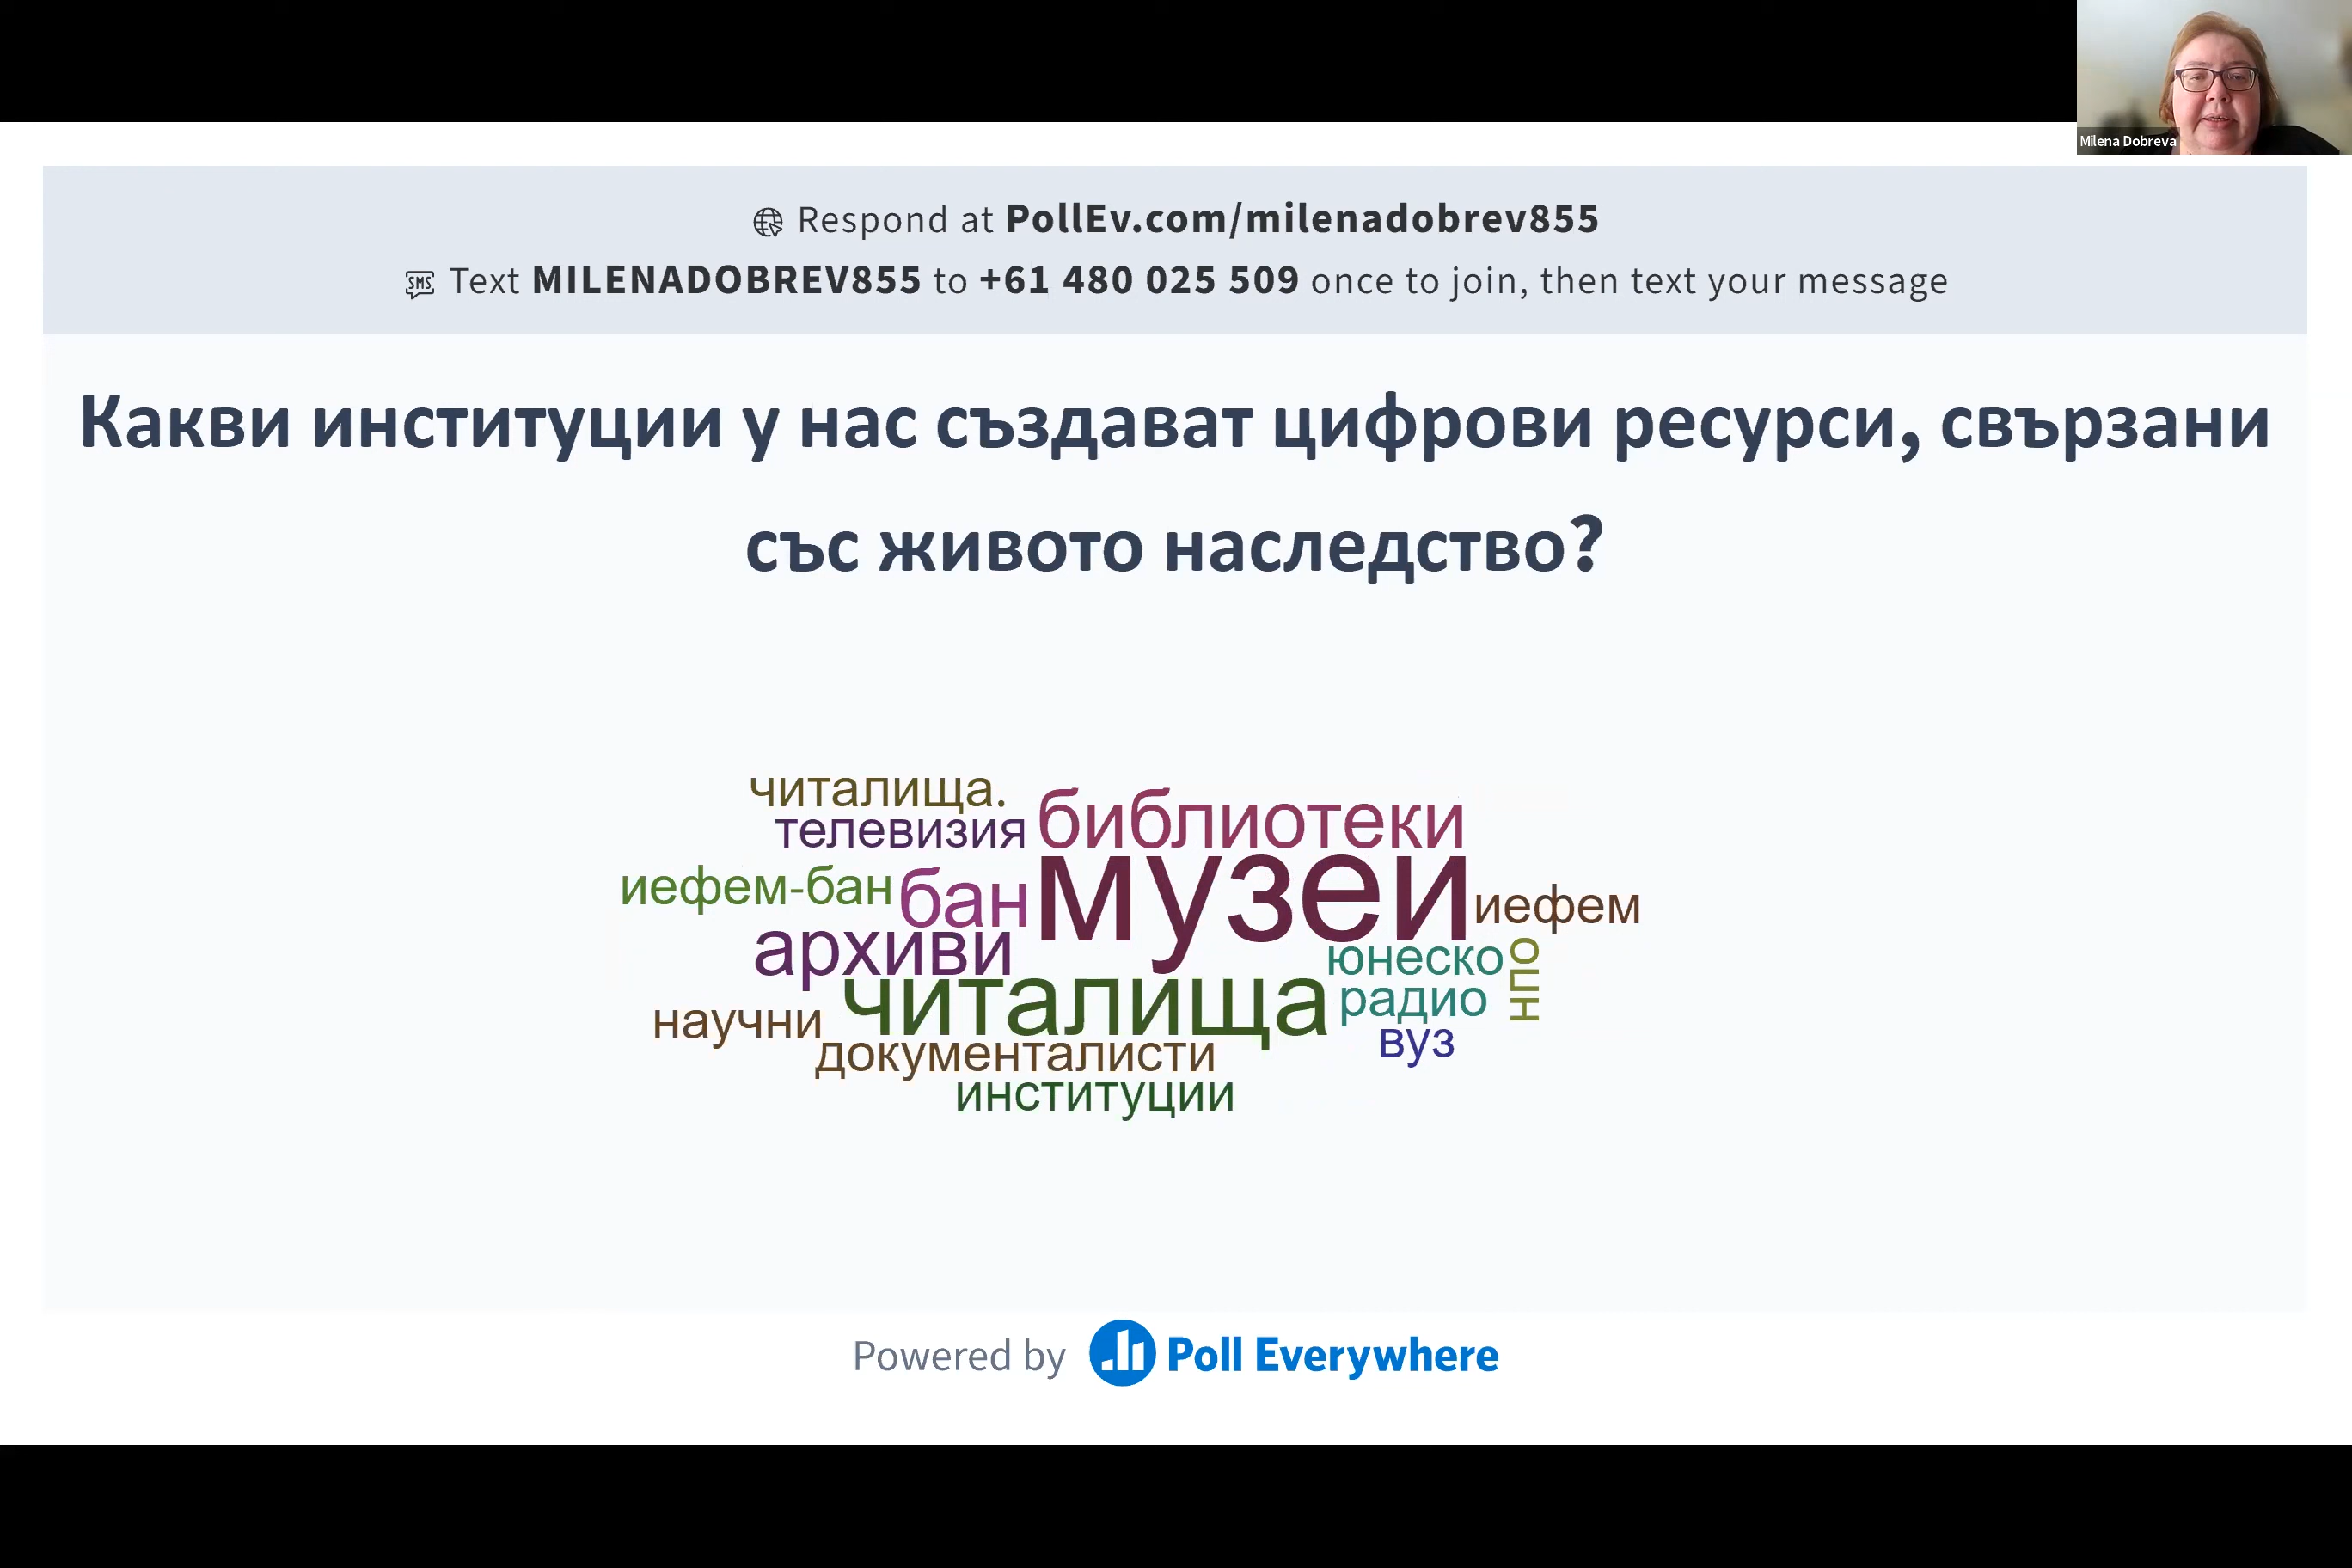 Milena Dobreva
Respond at PollEv.com/milenadobrev855
SMS Text MILENADOBREV855 to +61 480 025 509 once to join, then text your message
Какви институции у нас създават цифрови ресурси, свързани
със живото наследство?
читалища.
библиотеки
телевизия
музеи
иефем-бан
бан
иефем
архиви
юнеско
нпо
читалища
радио
научни
вуз
документалисти
институции
Powered by Poll Everywhere